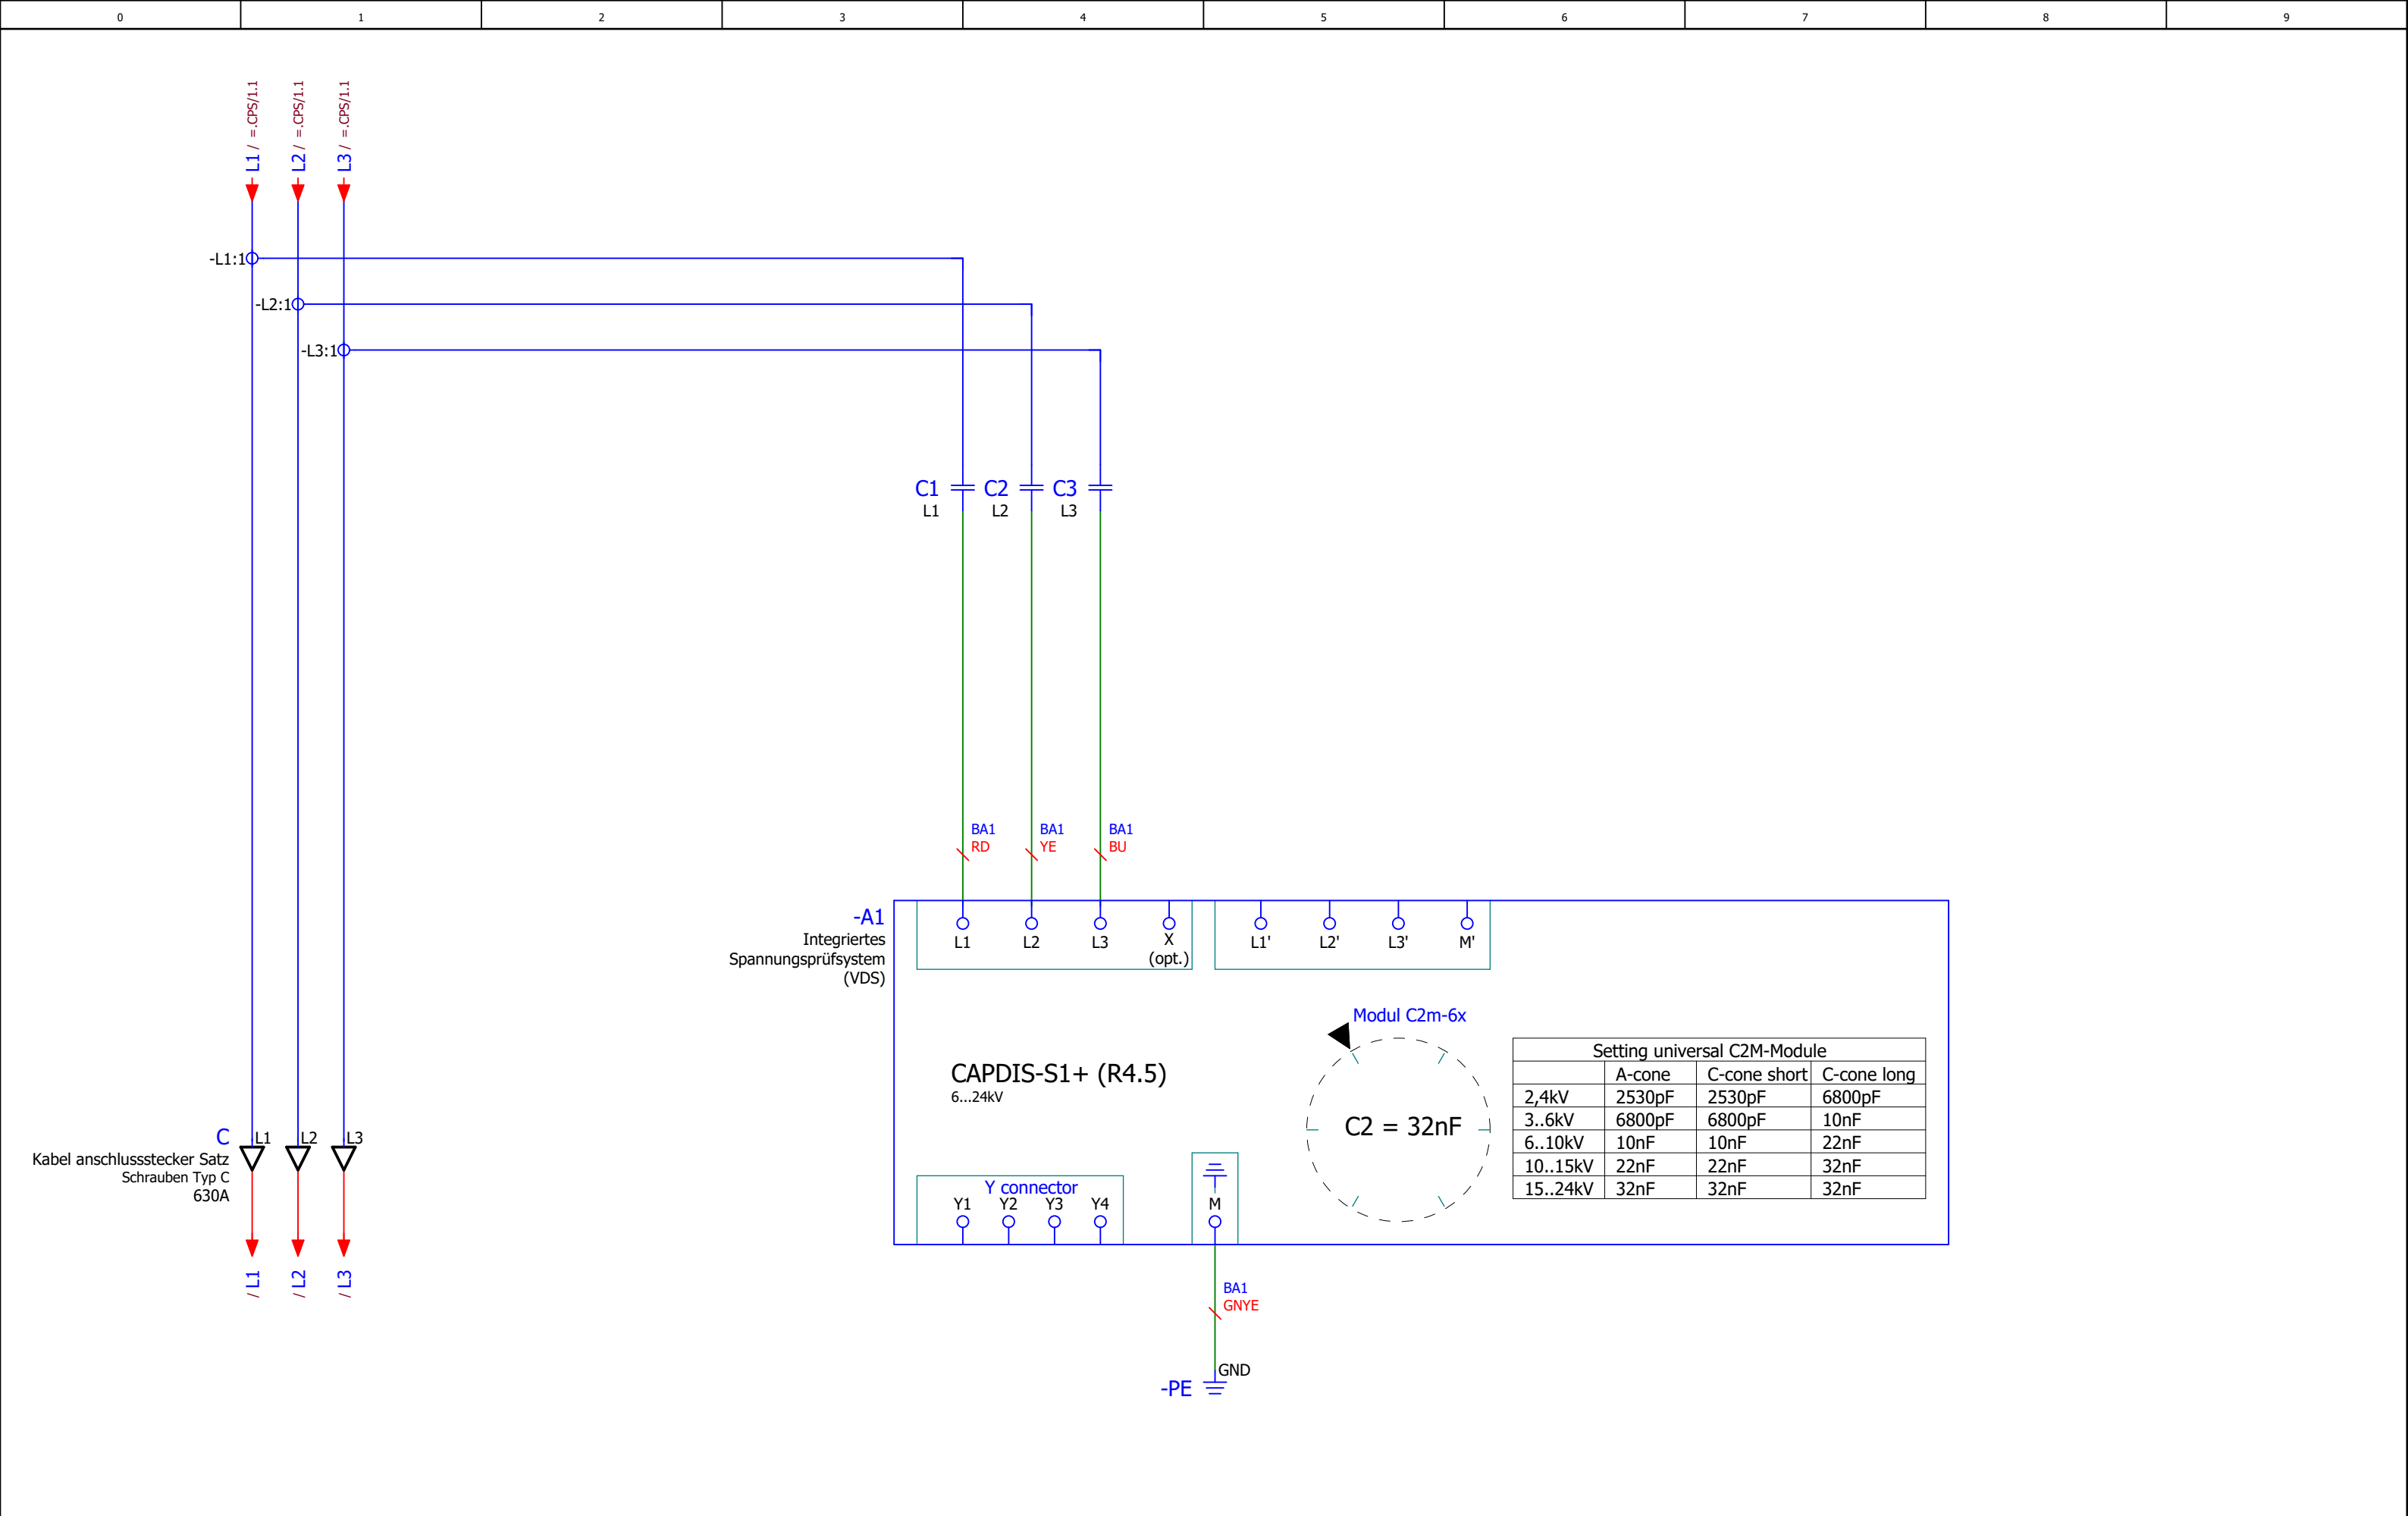 0 1 2 3 4 5 6 7 8 9
L1 / =.CPS/1.1
L2 / =.CPS/1.1
L3 / =.CPS/1.1
-L1:1
-L2:1
-L3:1
C1 C2 C3
L1 L2 L3
BA1 BA1 BA1
RD YE BU
-A1
Integriertes
Spannungsprüfsystem
(VDS)
L1 L2 L3 X
(opt.)
L1' L2' L3' M'
Modul C2m-6x
CAPDIS-S1+ (R4.5)
6...24kV
C2 = 32nF
Setting universal C2M-Module
A-cone C-cone short C-cone long
2,4kV 2530pF 2530pF 6800pF
3..6kV 6800pF 6800pF 10nF
6..10kV 10nF 10nF 22nF
10..15kV 22nF 22nF 32nF
15..24kV 32nF 32nF 32nF
C L1 L2 L3
Kabel anschlussstecker Satz
Schrauben Typ C
630A
Y connector
Y1 Y2 Y3 Y4
M
/ L1
/ L2
/ L3
BA1
GNYE
GND
-PE